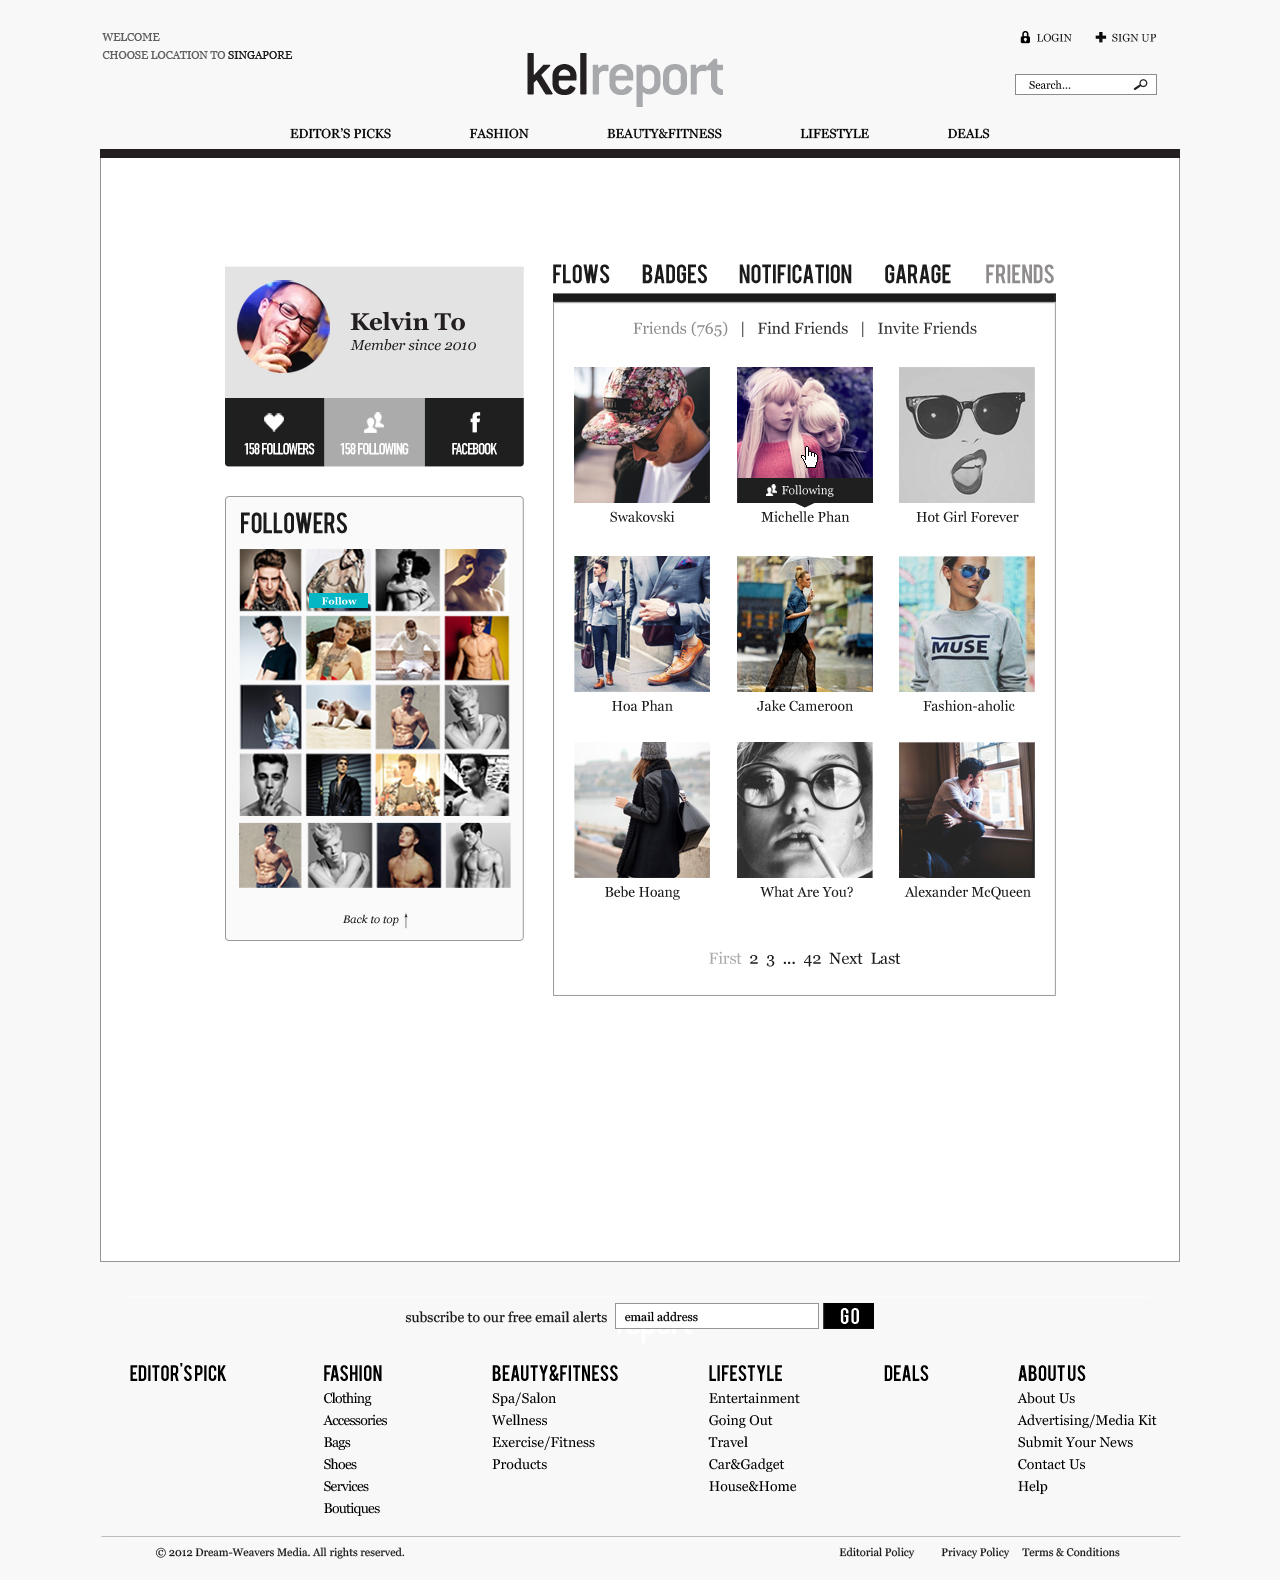 WELCOME
CHOOSE LOCATION TO SINGAPORE
LOGIN
SIGN UP
kelreport
Search...
EDITOR'S PICKS
FASHION
BEAUTY&FITNESS
LIFESTYLE
DEALS
Kelvin To
Member since 2010
158 FOLLOWERS
158 FOLLOWING
FACEBOOK
FOLLOWERS
Follow
Back to top
FLOWS
BADGES
NOTIFICATION
GARAGE
FRIENDS
Friends (765) | Find Friends | Invite Friends
Following
Swakovski
Michelle Phan
Hot Girl Forever
MUSE
Hoa Phan
Jake Cameroon
Fashion-aholic
Bebe Hoang
What Are You?
Alexander McQueen
First 2 3 ... 42 Next Last
subscribe to our free email alerts
email address
GO
report
EDITOR'S PICK
FASHION
Clothing
Accessories
Bags
Shoes
Services
Boutiques
BEAUTY&FITNESS
Spa/Salon
Wellness
Exercise/Fitness
Products
LIFESTYLE
Entertainment
Going Out
Travel
Car&Gadget
House&Home
DEALS
ABOUT US
About Us
Advertising/Media Kit
Submit Your News
Contact Us
Help
© 2012 Dream-Weavers Media. All rights reserved.
Editorial Policy
Privacy Policy
Terms & Conditions